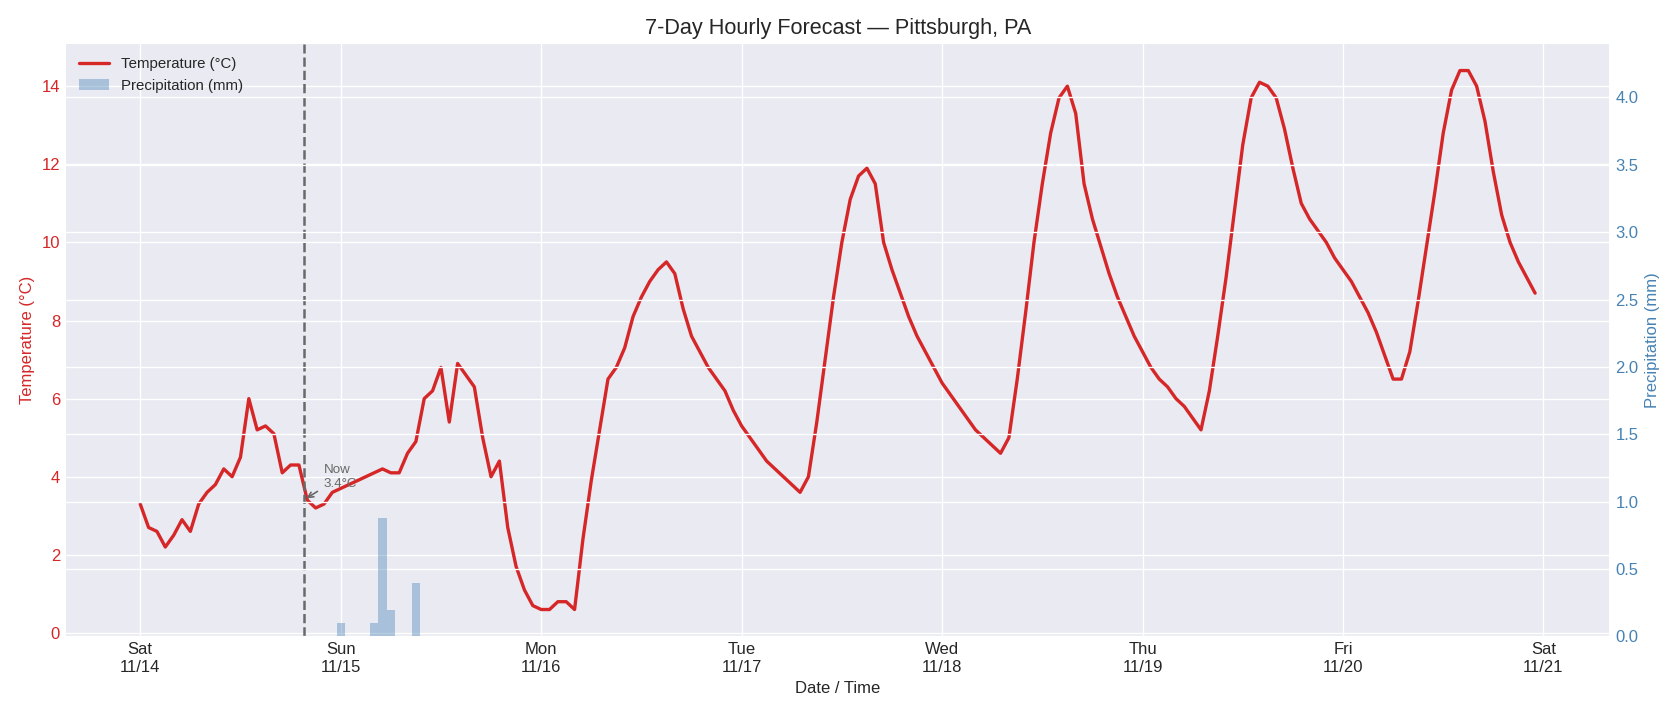 7-Day Hourly Forecast — Pittsburgh, PA
Temperature (°C)
Precipitation (mm)
14
12
10
8
6
4
2
0
Temperature (°C)
Now
3.4°C
4.0
3.5
3.0
2.5
2.0
1.5
1.0
0.5
0.0
Precipitation (mm)
Sat
11/14
Sun
11/15
Mon
11/16
Tue
11/17
Wed
11/18
Thu
11/19
Fri
11/20
Sat
11/21
Date / Time